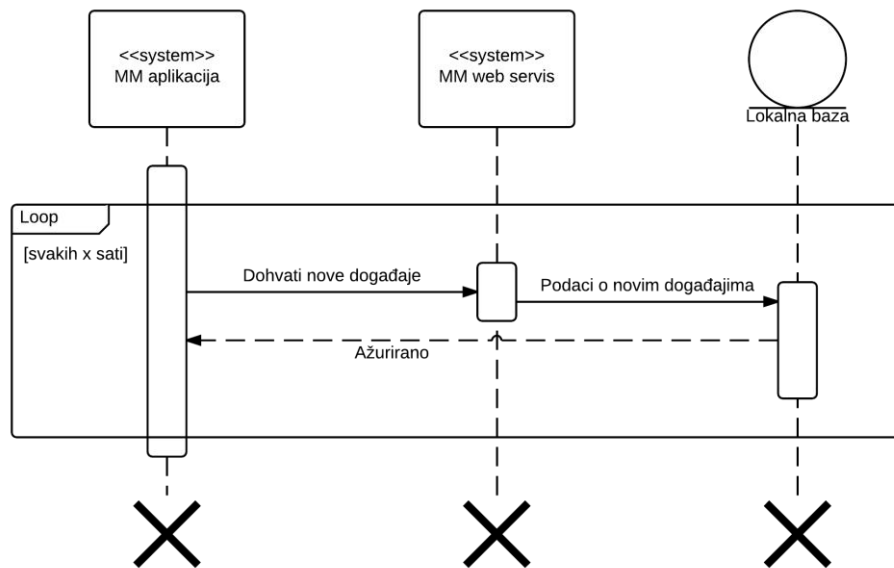 <<system>>
MM aplikacija
<<system>>
MM web servis
Lokalna baza
Loop
[svakih x sati]
Dohvati nove događaje
Podaci o novim događajima
Ažurirano